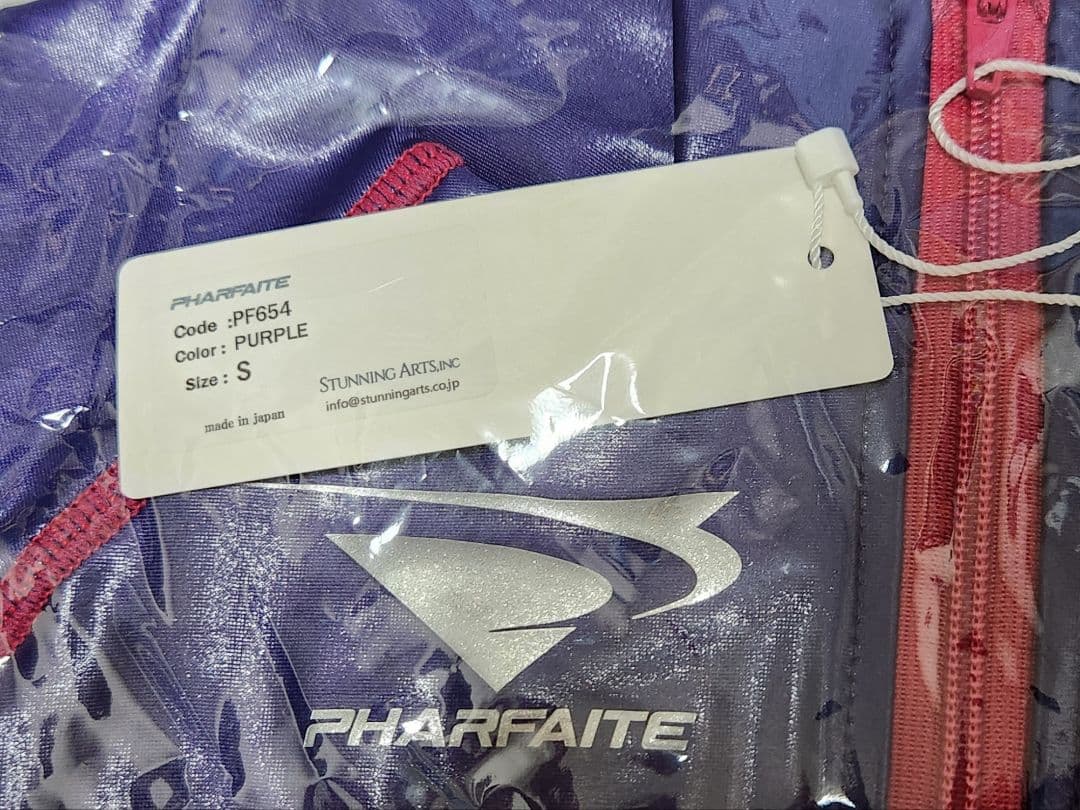 PHARFAITE
Code :PF654
Color: PURPLE
Size: S
made in japan
STUNNING ARTS,INC
info@stunningarts.co.jp
PHARFAITE